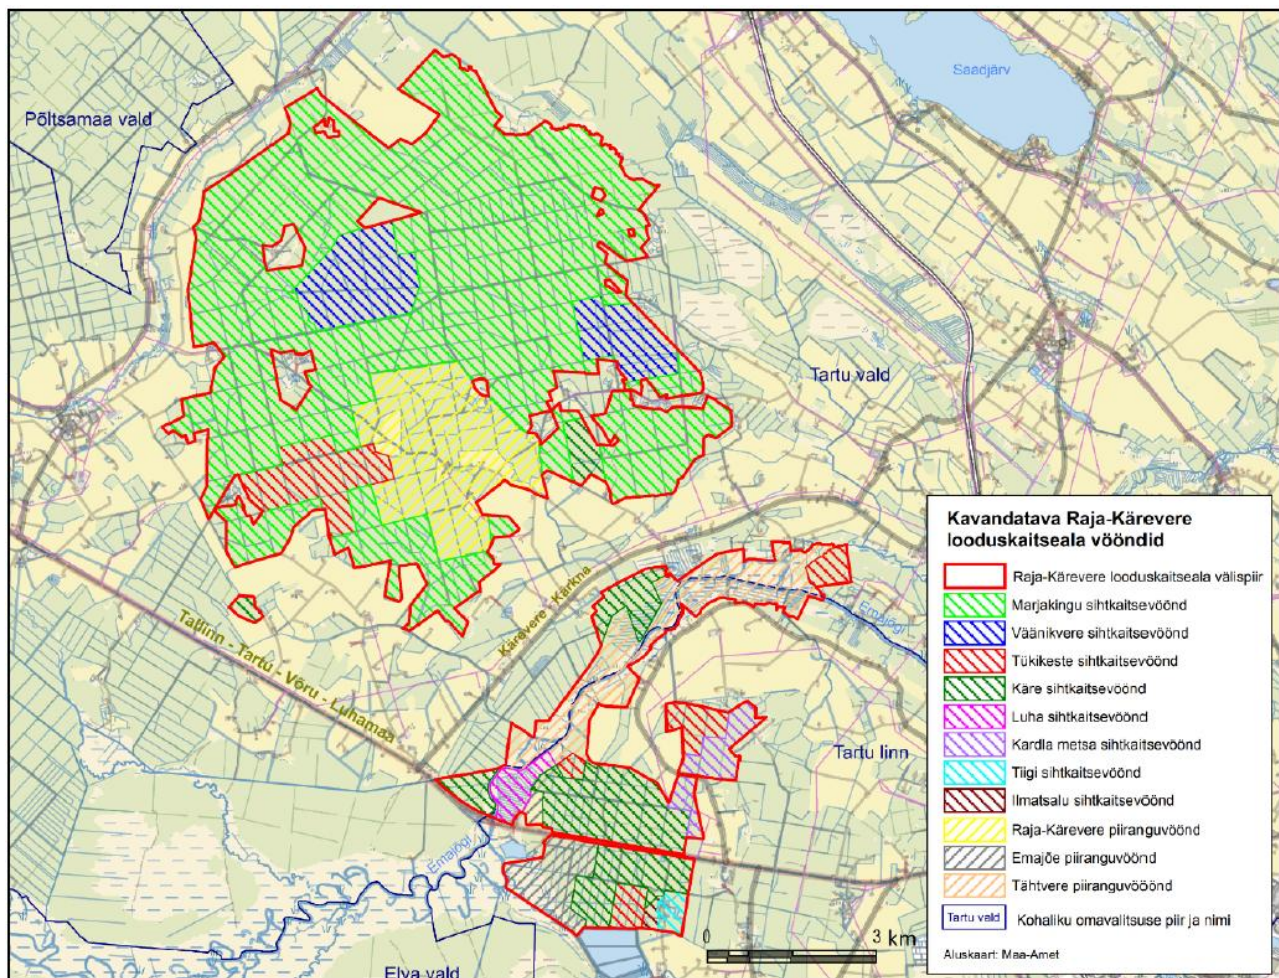 Saadjärv
Põltsamaa vald
Tartu vald
Kärevere - Kärkna
Tallinn - Tartu - Võru - Luhamaa
Emajõgi
Tartu linn
Emajõgi
Elva vald
0 3 km
Kavandatava Raja-Kärevere
looduskaitseala vööndid
Raja-Kärevere looduskaitseala välispiir
Marjakingu sihtkaitsevöönd
Väänikvere sihtkaitsevöönd
Tükikeste sihtkaitsevöönd
Käre sihtkaitsevöönd
Luha sihtkaitsevöönd
Kardla metsa sihtkaitsevöönd
Tiigi sihtkaitsevöönd
Ilmatsalu sihtkaitsevöönd
Raja-Kärevere piiranguvöönd
Emajõe piiranguvöönd
Tähtvere piiranguvööönd
Tartu vald Kohaliku omavalitsuse piir ja nimi
Aluskaart: Maa-Amet